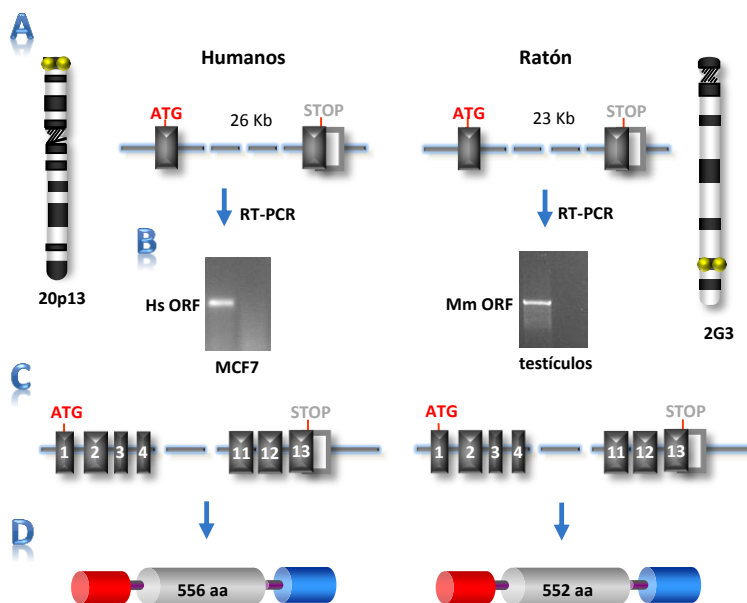 A
Humanos
Ratón
ATG
26 Kb
STOP
ATG
23 Kb
STOP
RT-PCR
RT-PCR
B
20p13
Hs ORF
MCF7
Mm ORF
testículos
2G3
C
ATG
STOP
1 2 3 4 11 12 13
ATG
STOP
1 2 3 4 11 12 13
D
556 aa
552 aa